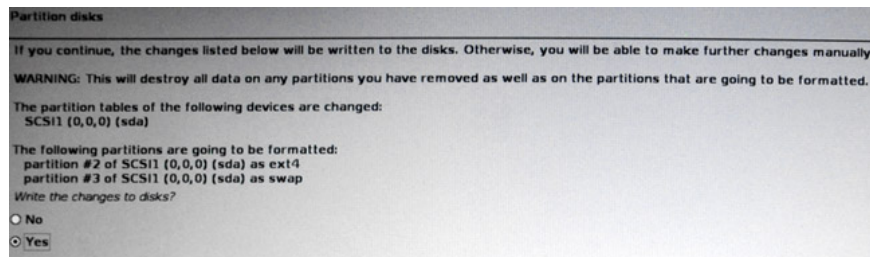 Partition disks
If you continue, the changes listed below will be written to the disks. Otherwise, you will be able to make further changes manually
WARNING: This will destroy all data on any partitions you have removed as well as on the partitions that are going to be formatted.
The partition tables of the following devices are changed:
SCSI1 (0,0,0) (sda)
The following partitions are going to be formatted:
partition #2 of SCSI1 (0,0,0) (sda) as ext4
partition #3 of SCSI1 (0,0,0) (sda) as swap
Write the changes to disks?
No
Yes